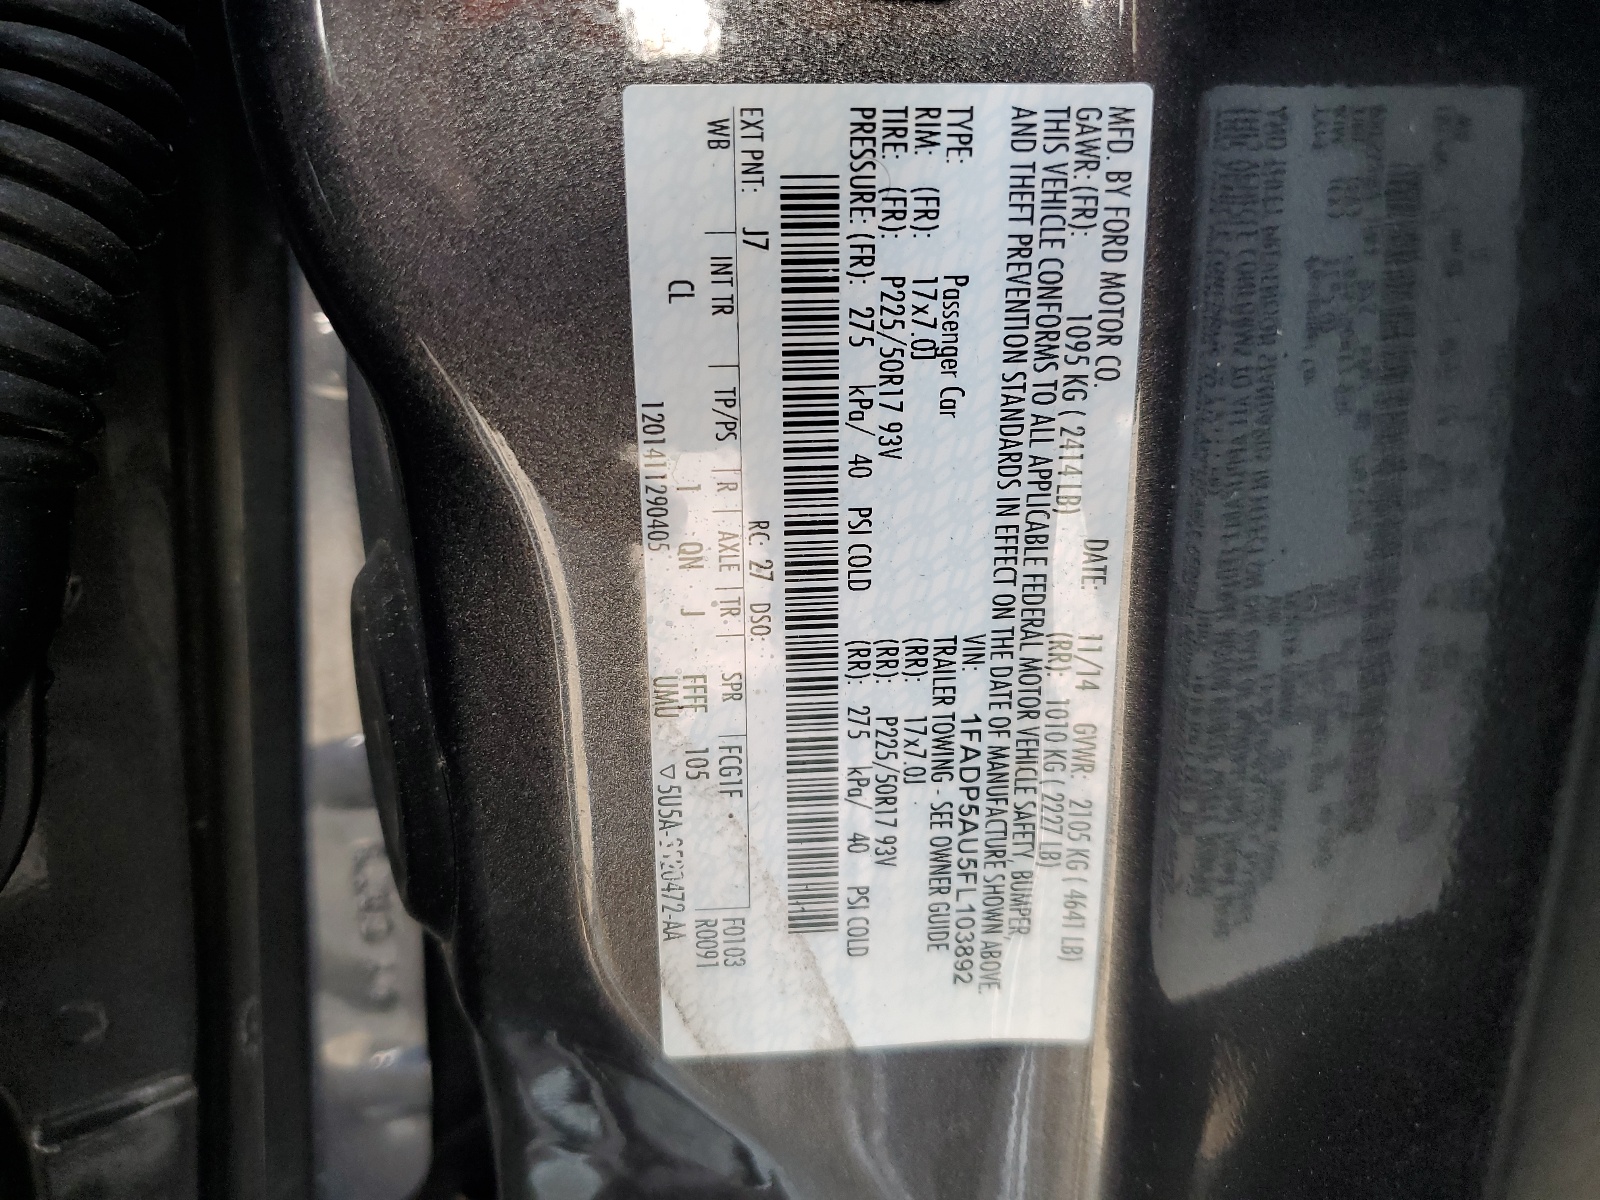 MFD. BY FORD MOTOR CO.
DATE: 11/14 GVWR: 2105 KG ( 4641 LB)
GAWR: (FR): 1095 KG ( 2414 LB) (RR): 1010 KG ( 2227 LB)
THIS VEHICLE CONFORMS TO ALL APPLICABLE FEDERAL MOTOR VEHICLE SAFETY, BUMPER,
AND THEFT PREVENTION STANDARDS IN EFFECT ON THE DATE OF MANUFACTURE SHOWN ABOVE.
VIN: 1FADP5AU5FL103892
TYPE: Passenger Car TRAILER TOWING - SEE OWNER GUIDE
RIM: (FR): 17x7.0J (RR): 17x7.0J
TIRE: (FR): P225/50R17 93V (RR): P225/50R17 93V
PRESSURE: (FR): 275 kPa/ 40 PSI COLD (RR): 275 kPa/ 40 PSI COLD
EXT PNT: J7 RC: 27 DSO:
WB INT TR TP/PS R AXLE TR SPR FCG1F F0103
CL 1 QN J FFFF 105 R0091
1201411290405 UMU ▽5U5A- 472-AA